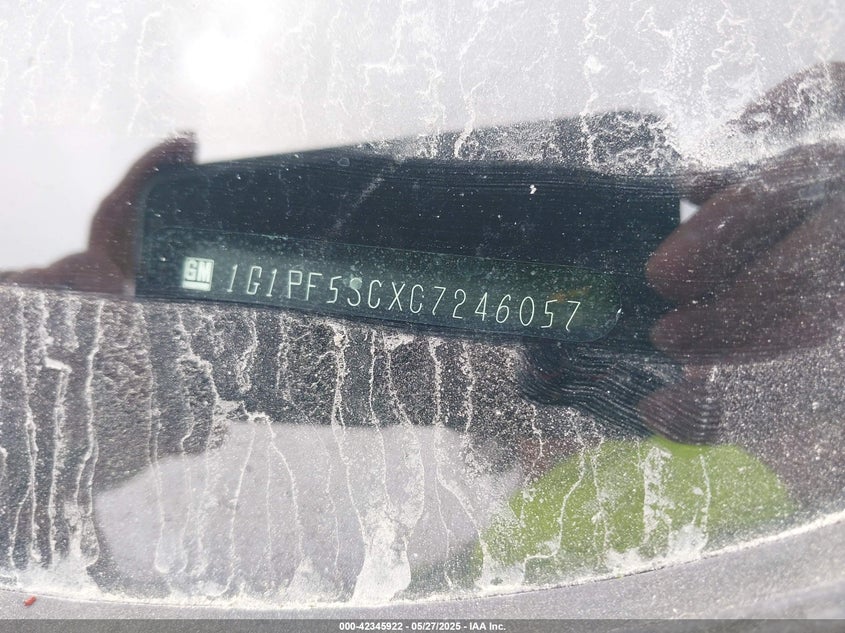 GM 1G1PF5SCXC7246057
000-42345922 - 05/27/2025 - IAA Inc.